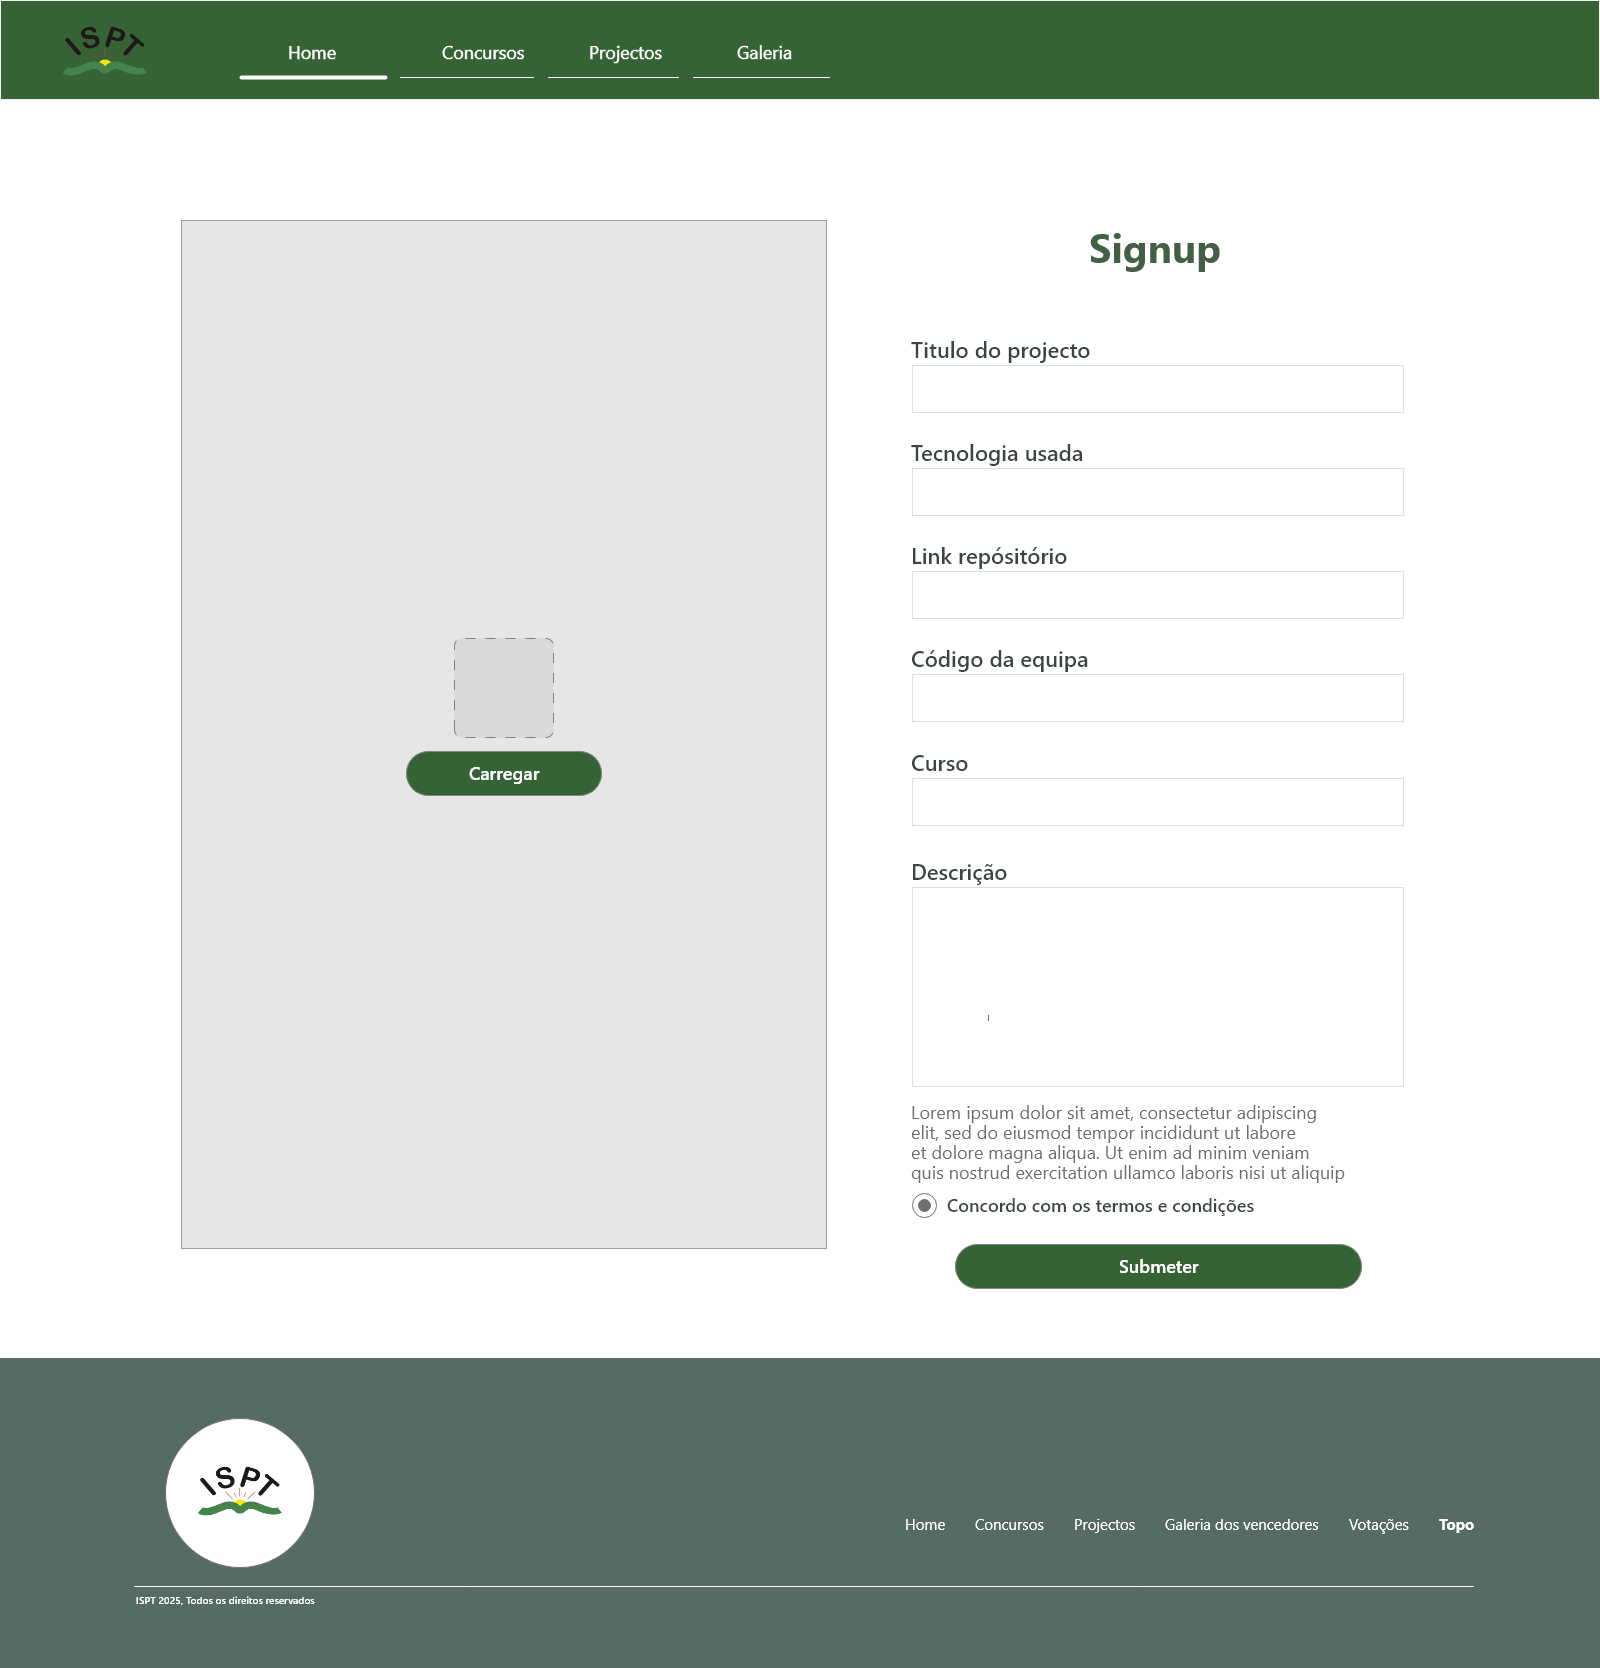 ISPT
Home
Concursos
Projectos
Galeria
Signup
Titulo do projecto
Tecnologia usada
Link repósitório
Código da equipa
Carregar
Curso
Descrição
Lorem ipsum dolor sit amet, consectetur adipiscing
elit, sed do eiusmod tempor incididunt ut labore
et dolore magna aliqua. Ut enim ad minim veniam
quis nostrud exercitation ullamco laboris nisi ut aliquip
Concordo com os termos e condições
Submeter
ISPT
Home
Concursos
Projectos
Galeria dos vencedores
Votações
Topo
ISPT 2025, Todos os direitos reservados